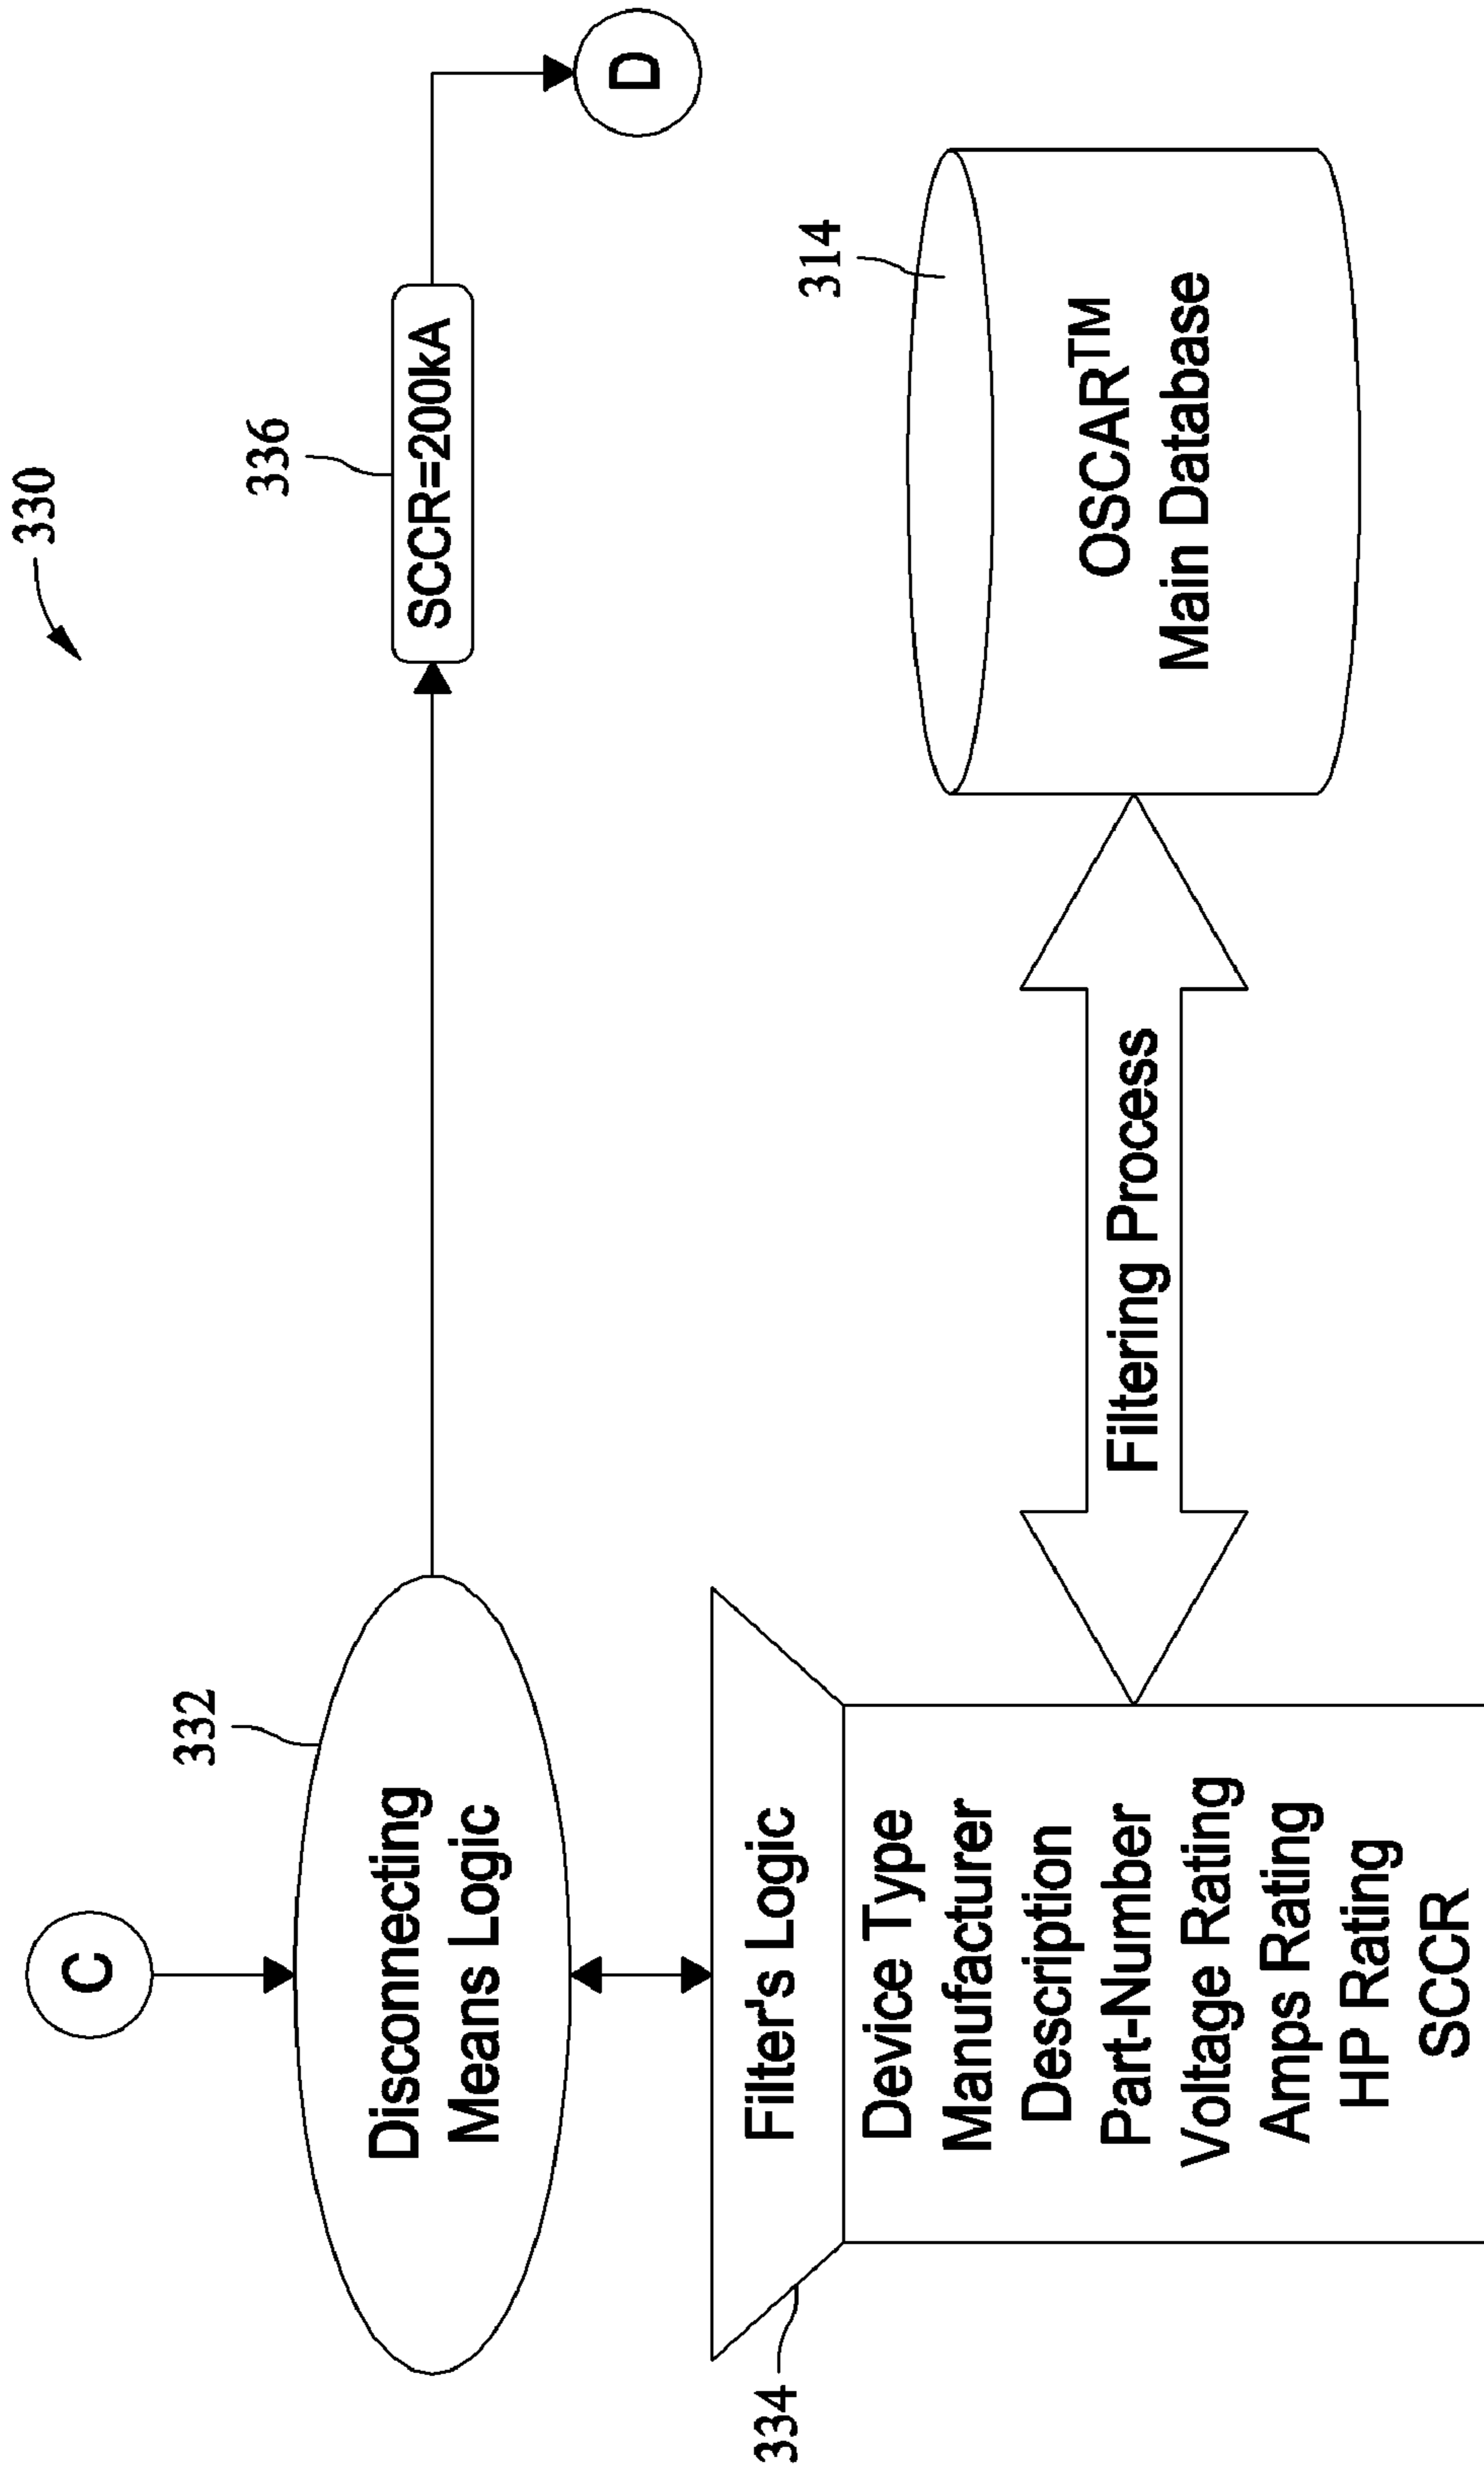 330
C
332
Disconnecting
Means Logic
336
SCCR=200kA
D
334
Filter's Logic
Device Type
Manufacturer
Description
Part-Number
Voltage Rating
Amps Rating
HP Rating
SCCR
Filtering Process
314
OSCAR™
Main Database